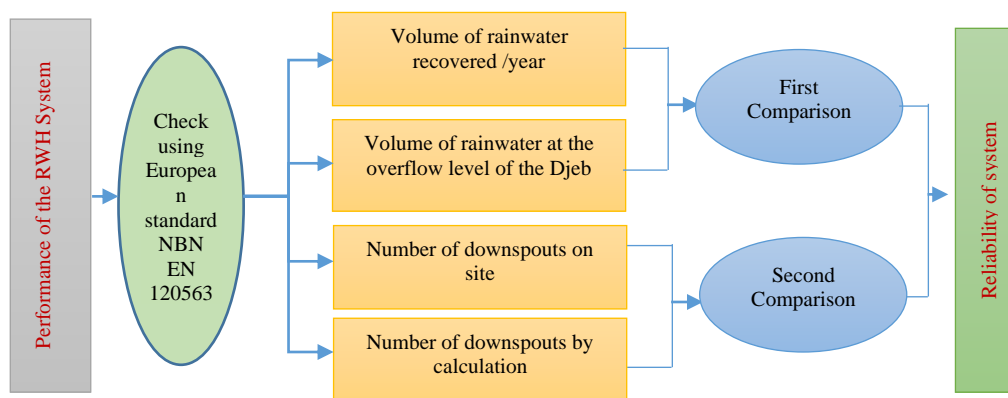 Performance of the RWH System
Check
using
Europea
n
standard
NBN
EN
120563
Volume of rainwater
recovered /year
Volume of rainwater at the
overflow level of the Djeb
Number of downspouts on
site
Number of downspouts by
calculation
First
Comparison
Second
Comparison
Reliability of system